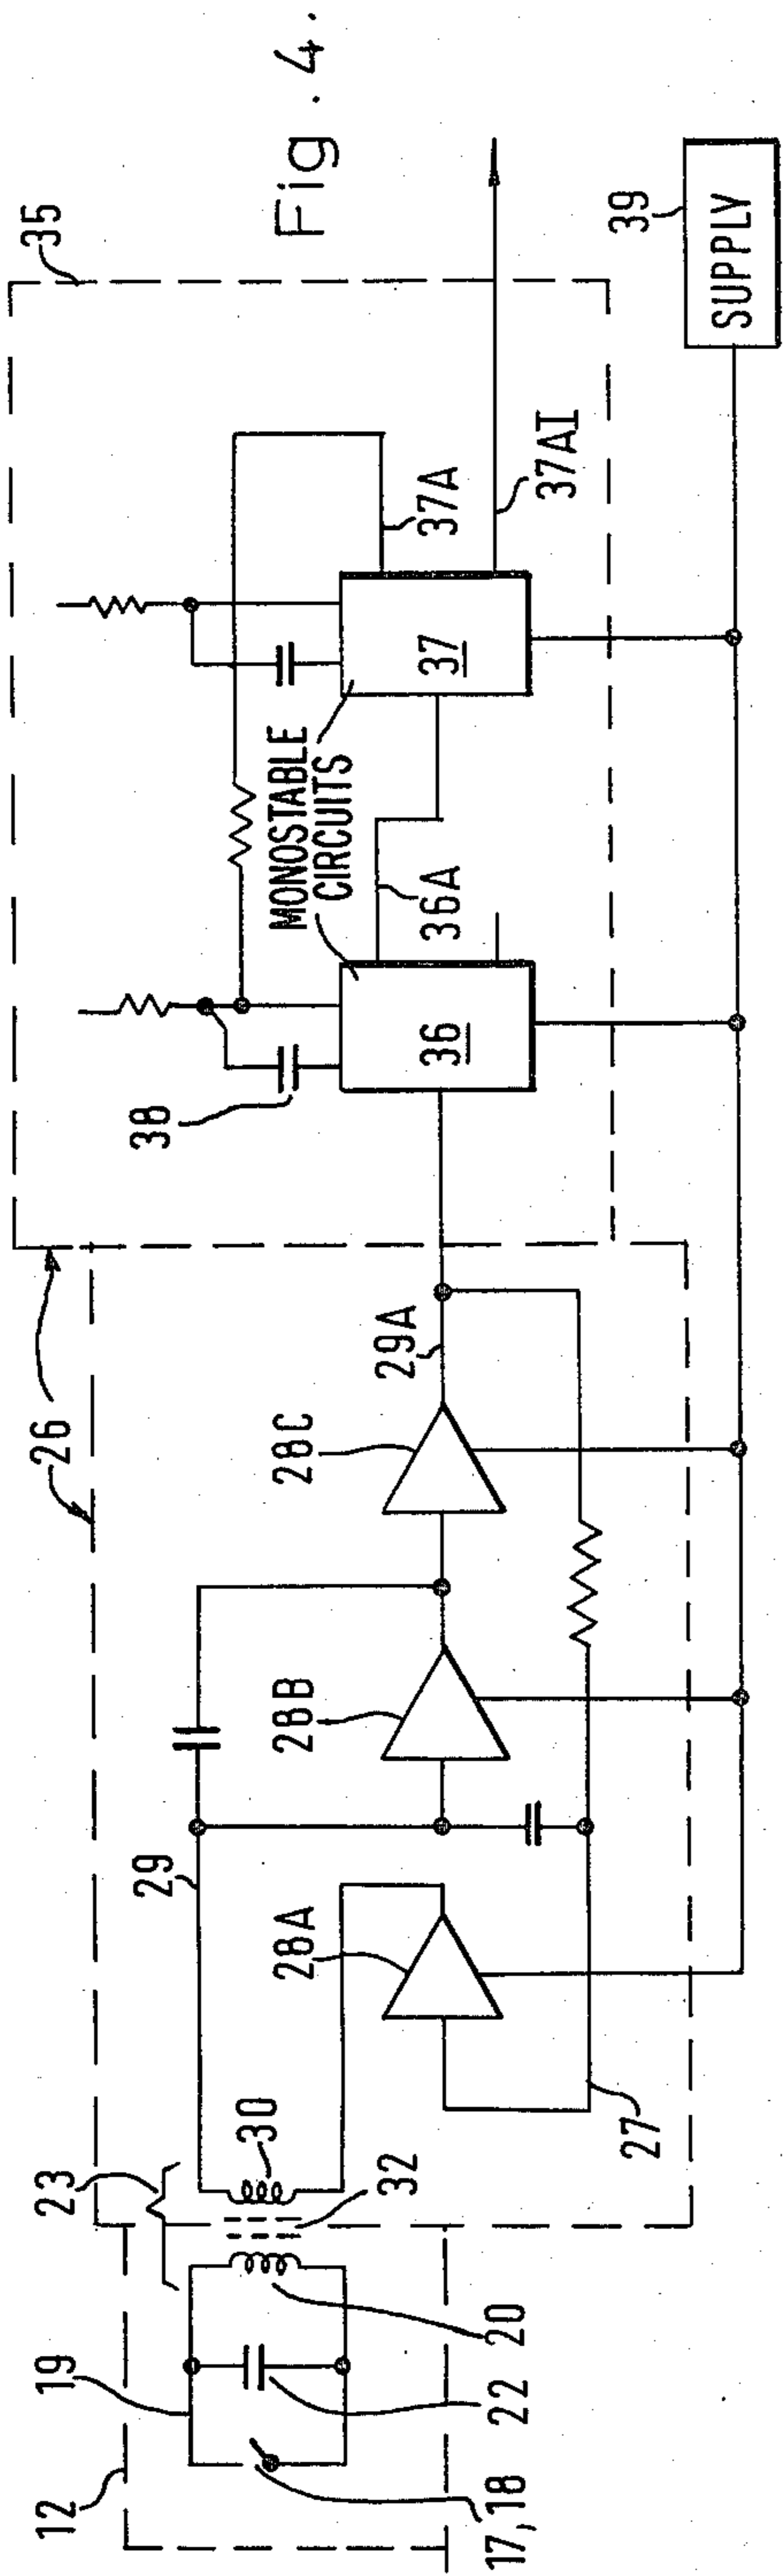 Fig. 4.
12
19
23
26
35
17, 18
22
20
32
30
29
27
28A
28B
28C
29A
38
36
36A
MONOSTABLE
CIRCUITS
37
37A
37AI
39
SUPPLY